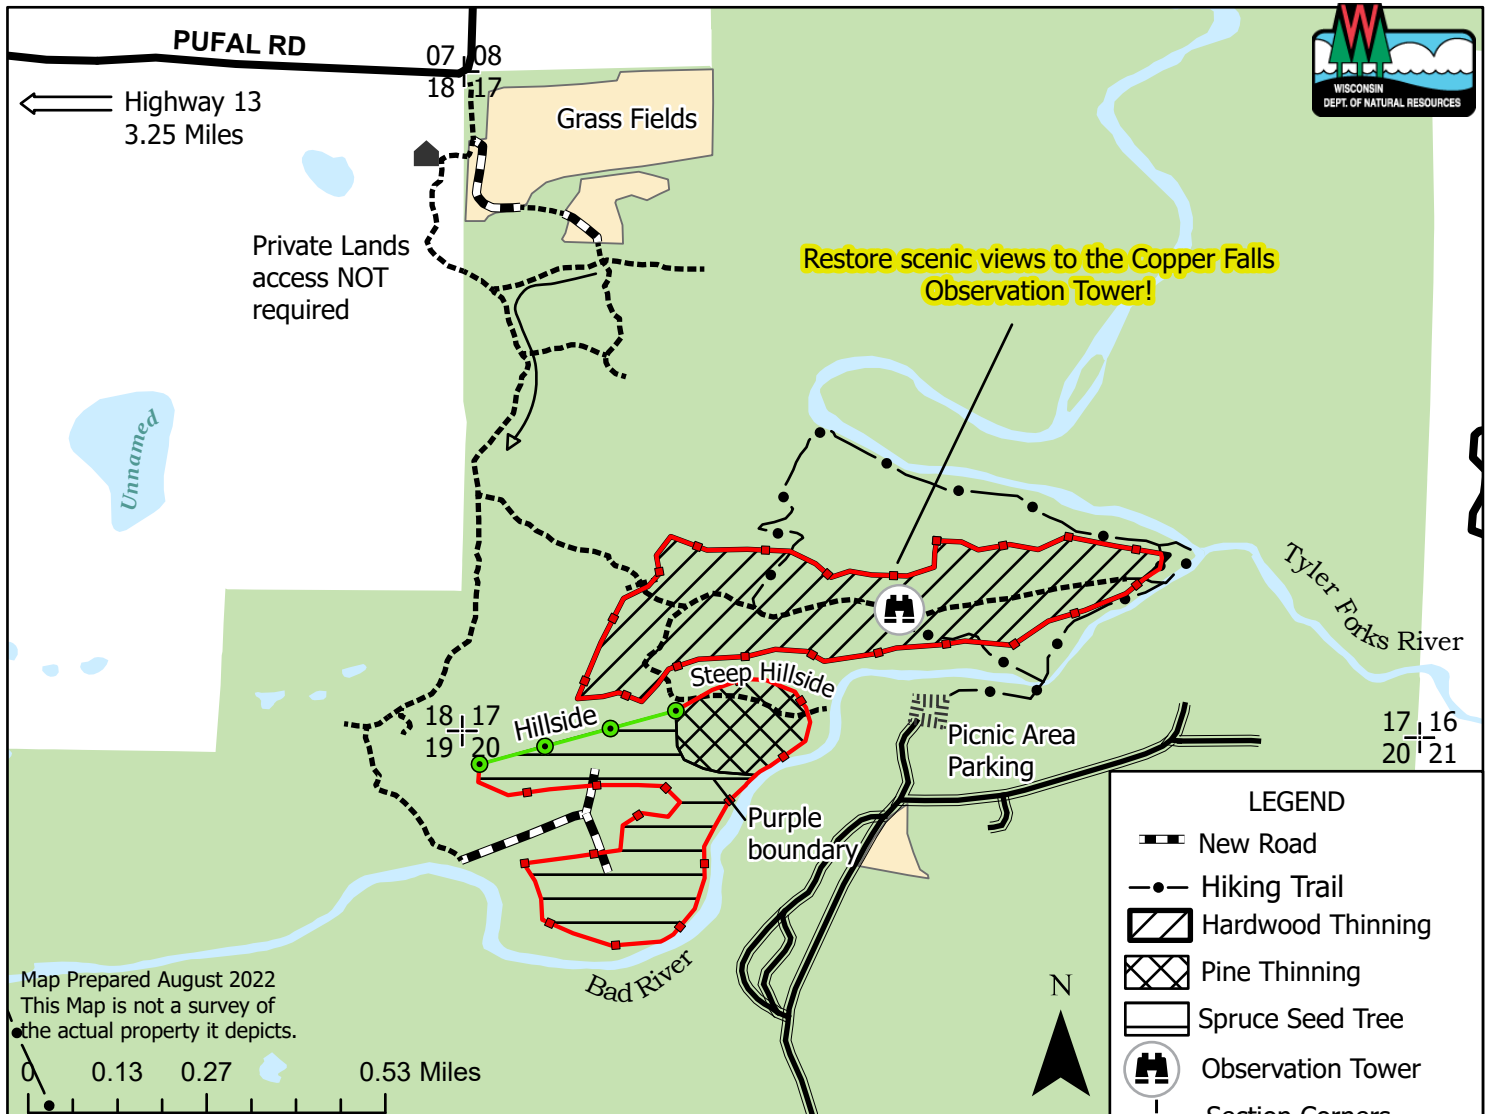 PUFAL RD
07 08
18 17
Highway 13
3.25 Miles
Grass Fields
W
WISCONSIN
DEPT. OF NATURAL RESOURCES
Private Lands
access NOT
required
Restore scenic views to the Copper Falls
Observation Tower!
Unnamed
Tyler Forks River
Steep Hillside
Hillside
18 17
19 20
Picnic Area
Parking
17 16
20 21
Purple
boundary
Bad River
N
LEGEND
New Road
Hiking Trail
Hardwood Thinning
Pine Thinning
Spruce Seed Tree
Observation Tower
Section Corners
Map Prepared August 2022
This Map is not a survey of
the actual property it depicts.
0 0.13 0.27 0.53 Miles